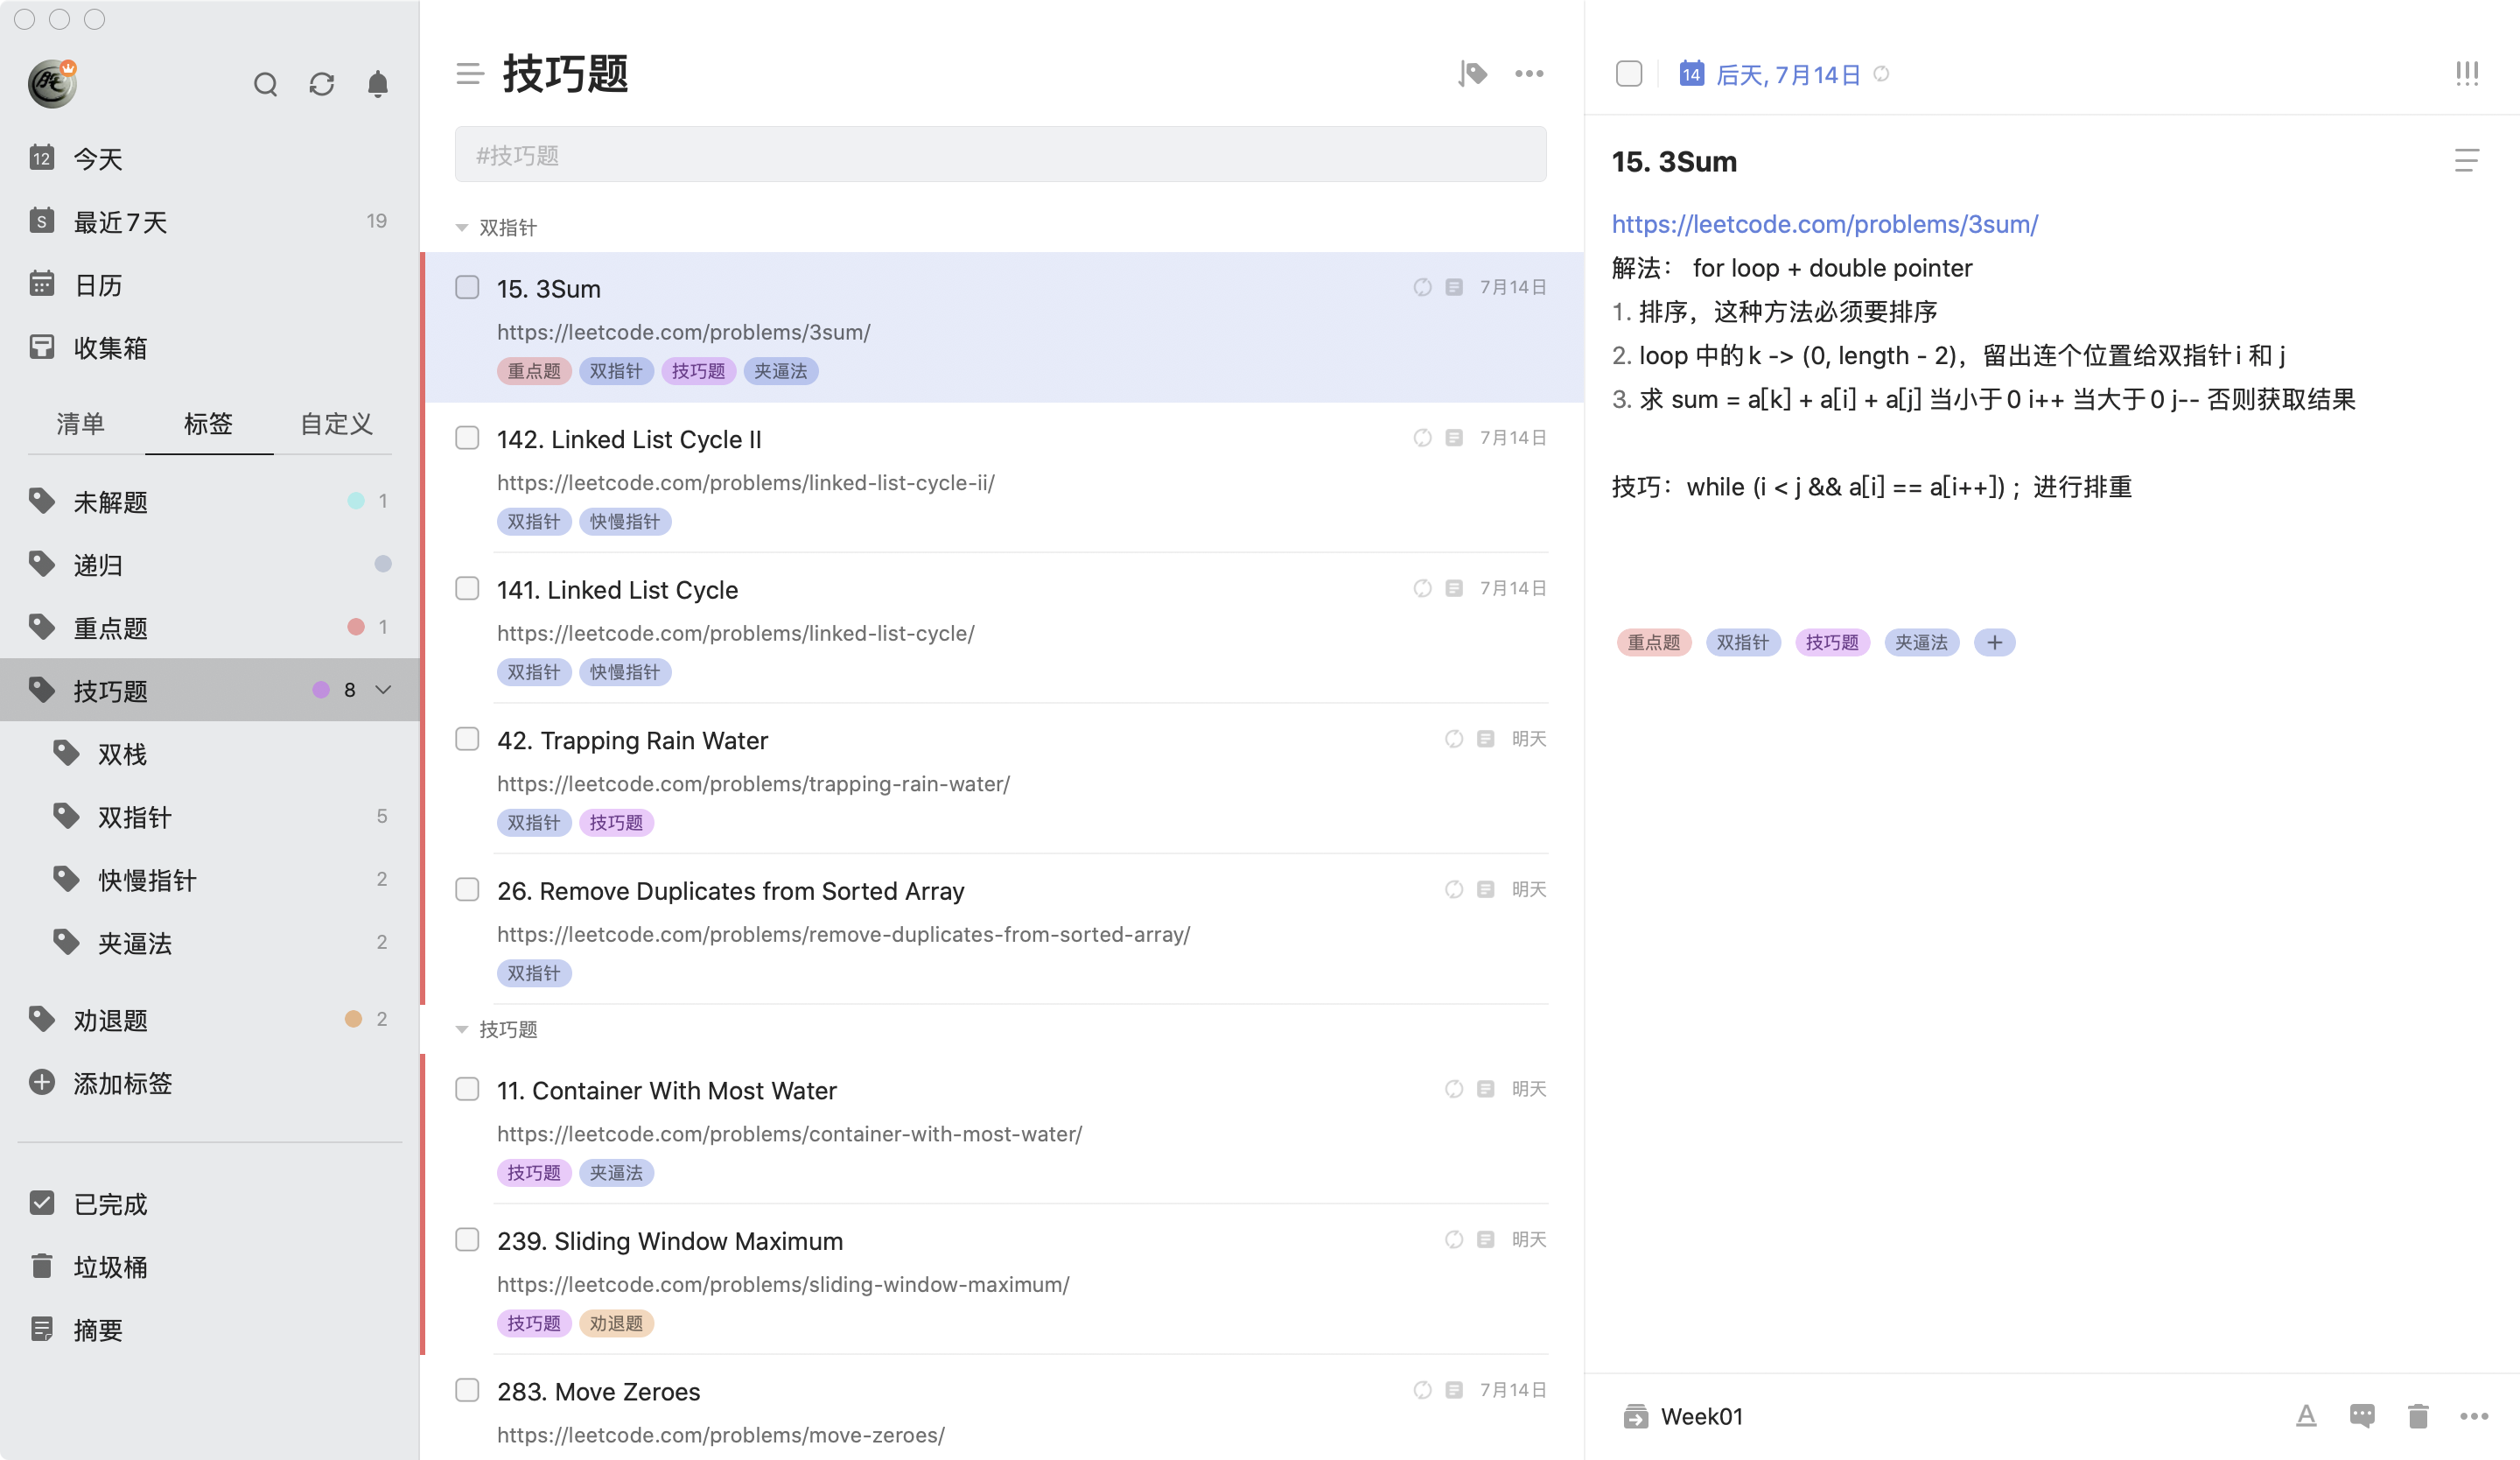 12 今天
S 最近7天 19
日历
收集箱
清单 标签 自定义
未解题 1
递归
重点题 1
技巧题 8
双栈
双指针 5
快慢指针 2
夹逼法 2
劝退题 2
添加标签
已完成
垃圾桶
摘要
技巧题
#技巧题
双指针
15. 3Sum 7月14日
https://leetcode.com/problems/3sum/
重点题 双指针 技巧题 夹逼法
142. Linked List Cycle II 7月14日
https://leetcode.com/problems/linked-list-cycle-ii/
双指针 快慢指针
141. Linked List Cycle 7月14日
https://leetcode.com/problems/linked-list-cycle/
双指针 快慢指针
42. Trapping Rain Water 明天
https://leetcode.com/problems/trapping-rain-water/
双指针 技巧题
26. Remove Duplicates from Sorted Array 明天
https://leetcode.com/problems/remove-duplicates-from-sorted-array/
双指针
技巧题
11. Container With Most Water 明天
https://leetcode.com/problems/container-with-most-water/
技巧题 夹逼法
239. Sliding Window Maximum 明天
https://leetcode.com/problems/sliding-window-maximum/
技巧题 劝退题
283. Move Zeroes 7月14日
https://leetcode.com/problems/move-zeroes/
14 后天, 7月14日
15. 3Sum
https://leetcode.com/problems/3sum/
解法： for loop + double pointer
1. 排序，这种方法必须要排序
2. loop 中的 k -> (0, length - 2)，留出连个位置给双指针 i 和 j
3. 求 sum = a[k] + a[i] + a[j] 当小于 0 i++ 当大于 0 j-- 否则获取结果
技巧：while (i < j && a[i] == a[i++]) ；进行排重
重点题 双指针 技巧题 夹逼法 +
Week01